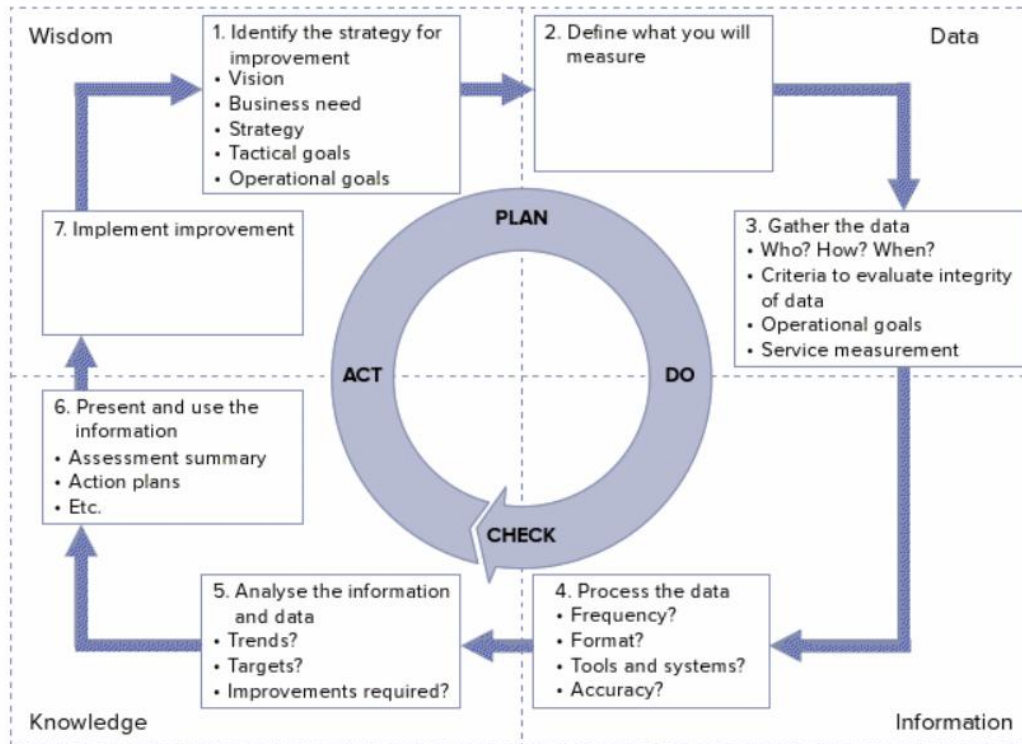 Wisdom
1. Identify the strategy for
improvement
• Vision
• Business need
• Strategy
• Tactical goals
• Operational goals
2. Define what you will
measure
Data
7. Implement improvement
PLAN
3. Gather the data
• Who? How? When?
• Criteria to evaluate integrity
of data
• Operational goals
• Service measurement
ACT
DO
6. Present and use the
information
• Assessment summary
• Action plans
• Etc.
CHECK
5. Analyse the information
and data
• Trends?
• Targets?
• Improvements required?
4. Process the data
• Frequency?
• Format?
• Tools and systems?
• Accuracy?
Knowledge
Information